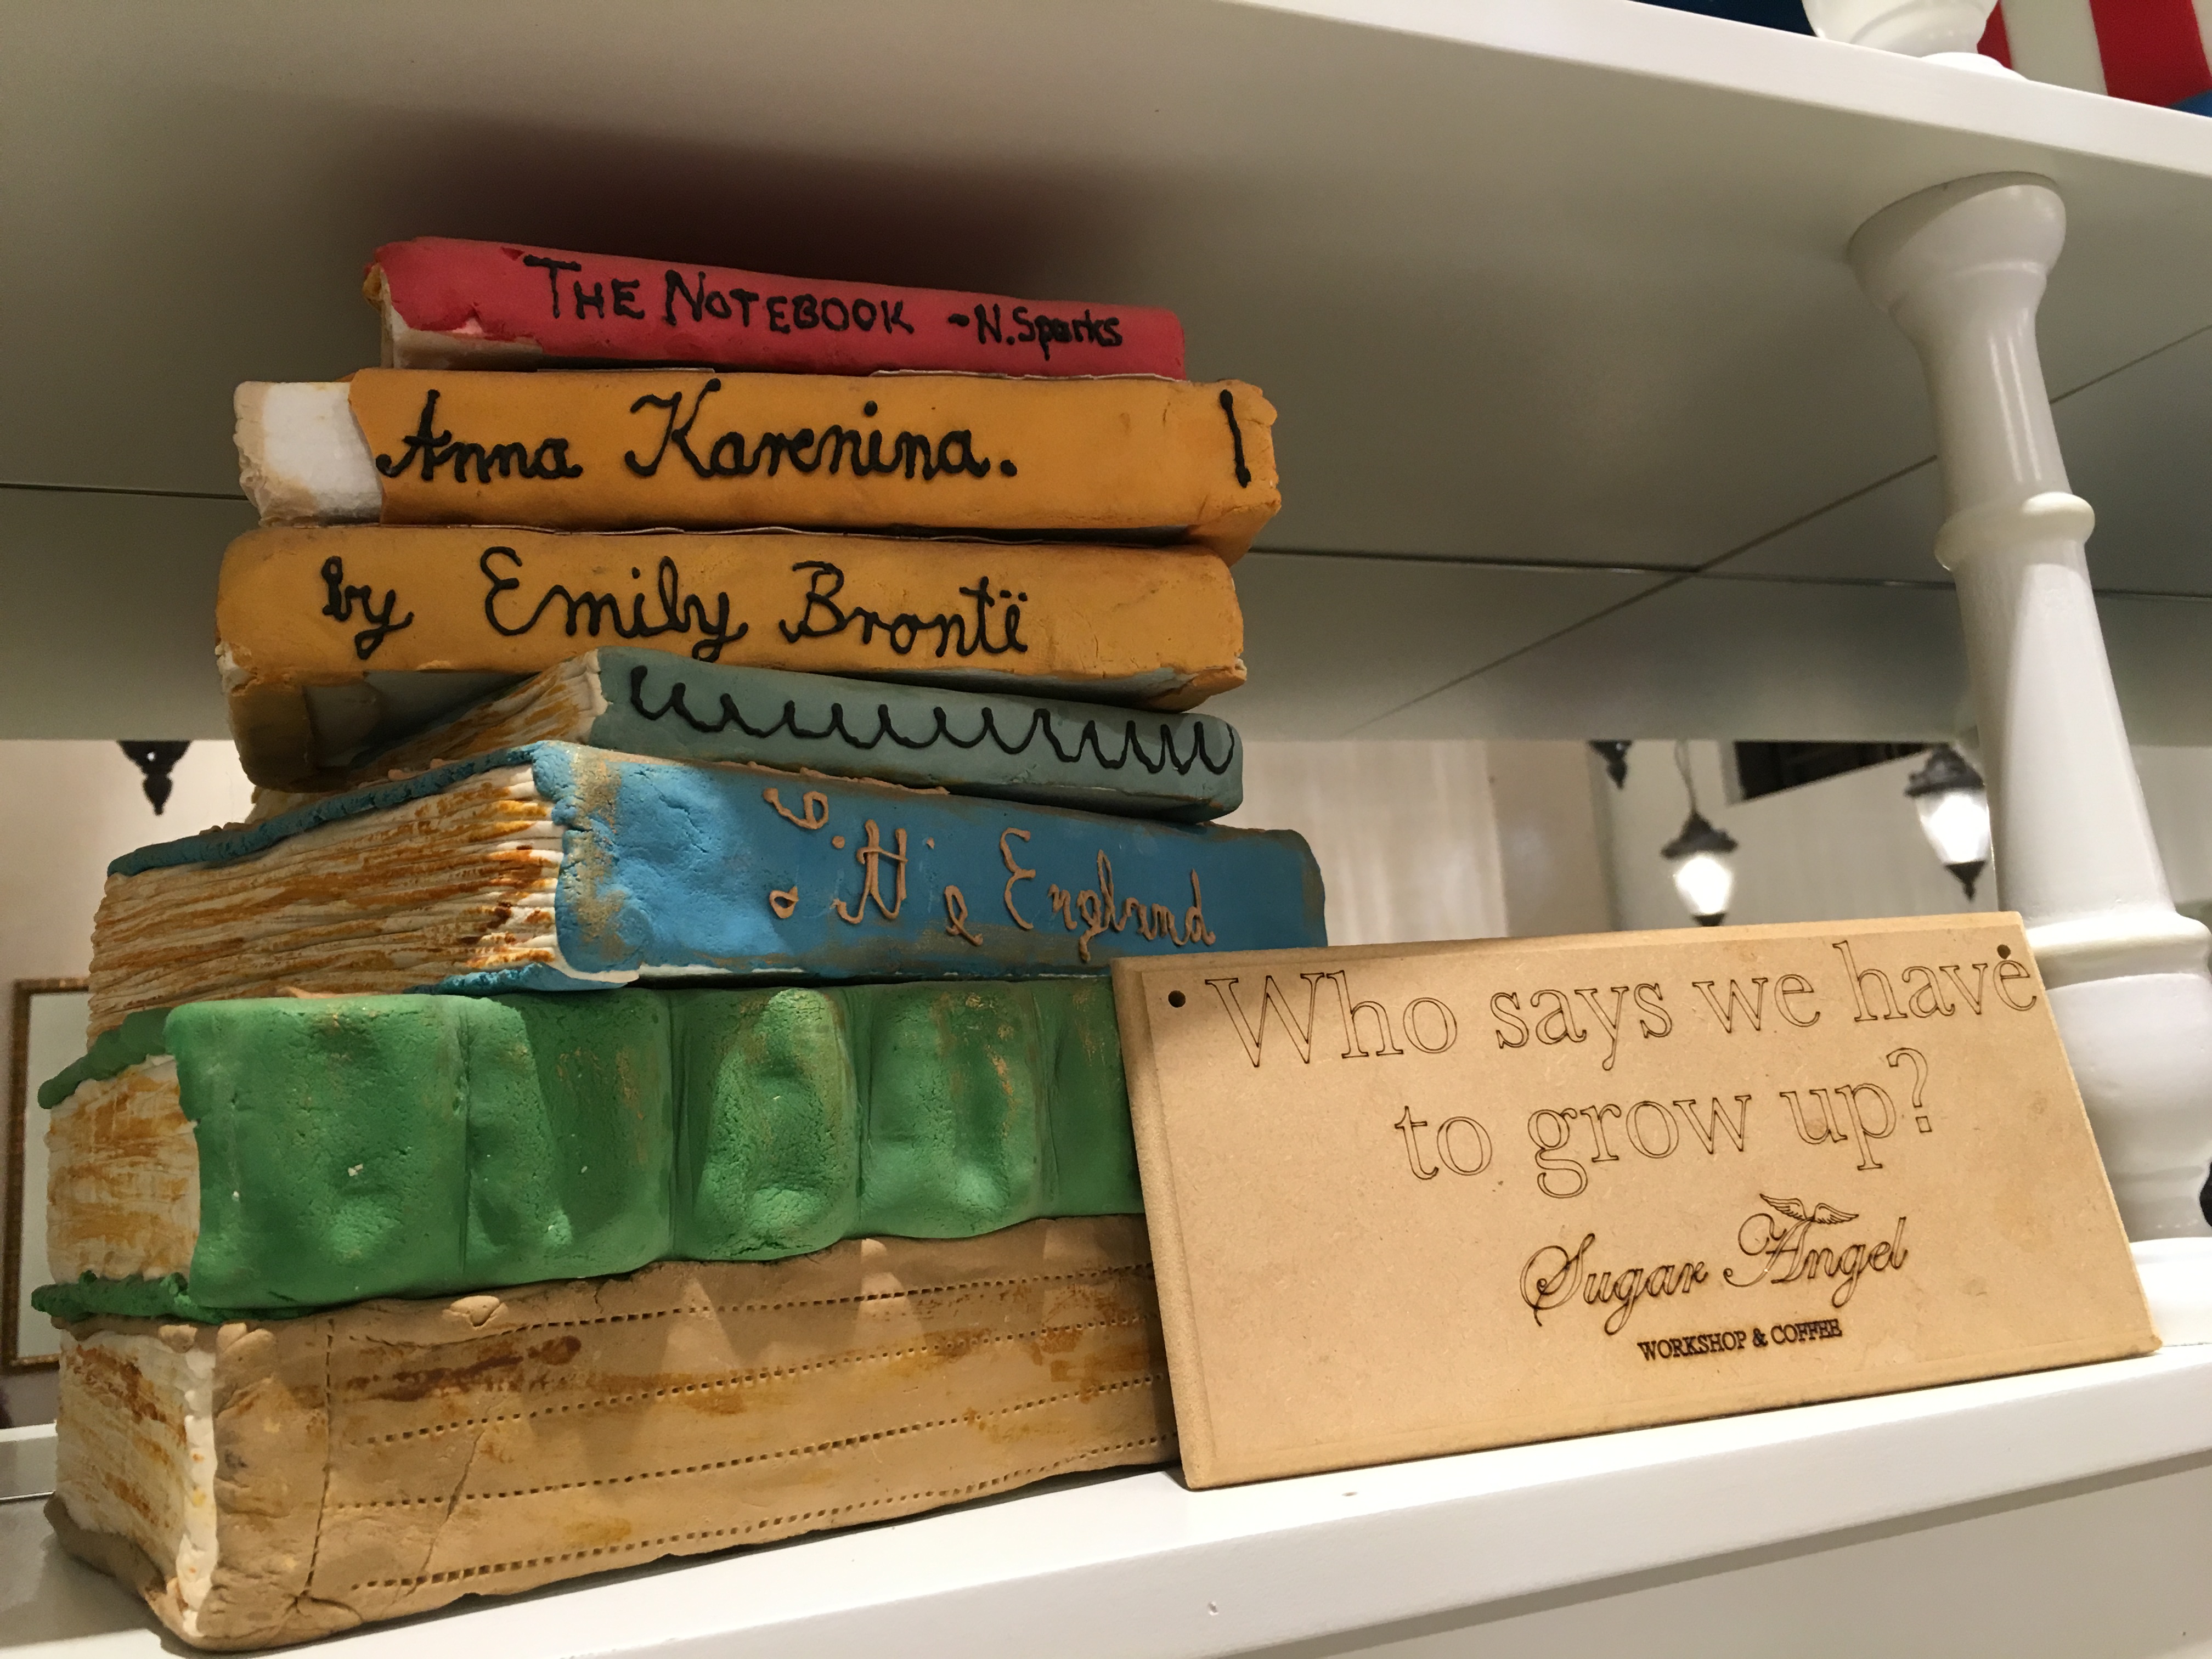 THE NOTEBOOK ~N.Sparks
Anna Karenina.
by Emily Brontë
England
Who says we have
to grow up?
Sugar Angel
WORKSHOP & COFFEE